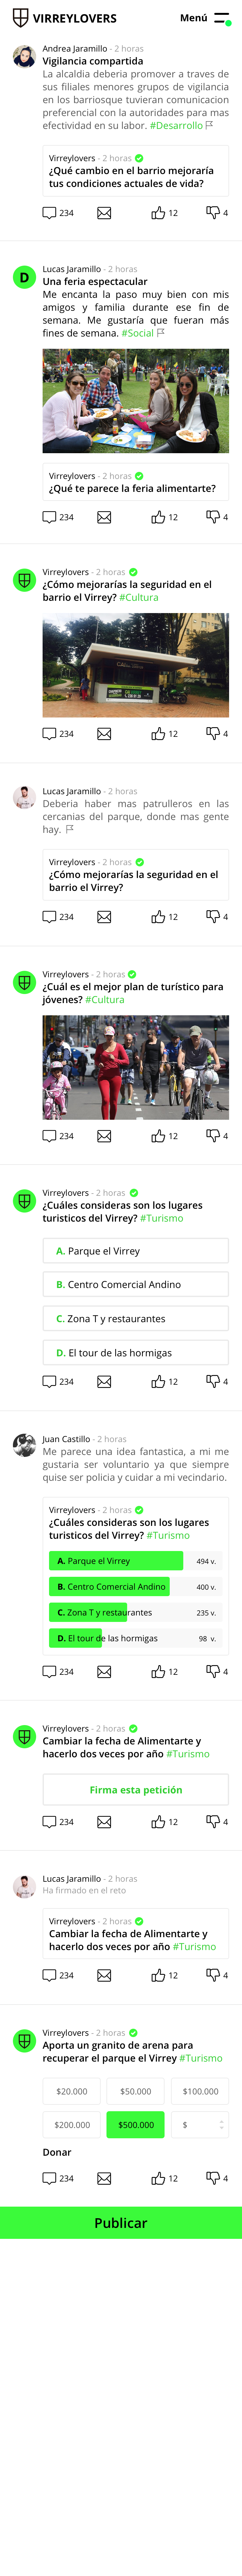 VIRREYLOVERS
Menú
Andrea Jaramillo - 2 horas
Vigilancia compartida
La alcaldia deberia promover a traves de
sus filiales menores grupos de vigilancia
en los barriosque tuvieran comunicacion
preferencial con la autoridades para mas
efectividad en su labor. #Desarrollo
Virreylovers - 2 horas
¿Qué cambio en el barrio mejoraría
tus condiciones actuales de vida?
234
12
4
D
Lucas Jaramillo - 2 horas
Una feria espectacular
Me encanta la paso muy bien con mis
amigos y familia durante ese fin de
semana. Me gustaría que fueran más
fines de semana. #Social
Virreylovers - 2 horas
¿Qué te parece la feria alimentarte?
234
12
4
Virreylovers - 2 horas
¿Cómo mejorarías la seguridad en el
barrio el Virrey? #Cultura
234
12
4
Lucas Jaramillo - 2 horas
Deberia haber mas patrulleros en las
cercanias del parque, donde mas gente
hay.
Virreylovers - 2 horas
¿Cómo mejorarías la seguridad en el
barrio el Virrey?
234
12
4
Virreylovers - 2 horas
¿Cuál es el mejor plan de turístico para
jóvenes? #Cultura
234
12
4
Virreylovers - 2 horas
¿Cuáles consideras son los lugares
turisticos del Virrey? #Turismo
A. Parque el Virrey
B. Centro Comercial Andino
C. Zona T y restaurantes
D. El tour de las hormigas
234
12
4
Juan Castillo - 2 horas
Me parece una idea fantastica, a mi me
gustaria ser voluntario ya que siempre
quise ser policia y cuidar a mi vecindario.
Virreylovers - 2 horas
¿Cuáles consideras son los lugares
turisticos del Virrey? #Turismo
A. Parque el Virrey 494 v.
B. Centro Comercial Andino 400 v.
C. Zona T y restaurantes 235 v.
D. El tour de las hormigas 98 v.
234
12
4
Virreylovers - 2 horas
Cambiar la fecha de Alimentarte y
hacerlo dos veces por año #Turismo
Firma esta petición
234
12
4
Lucas Jaramillo - 2 horas
Ha firmado en el reto
Virreylovers - 2 horas
Cambiar la fecha de Alimentarte y
hacerlo dos veces por año #Turismo
234
12
4
Virreylovers - 2 horas
Aporta un granito de arena para
recuperar el parque el Virrey #Turismo
$20.000
$50.000
$100.000
$200.000
$500.000
$
Donar
234
12
4
Publicar